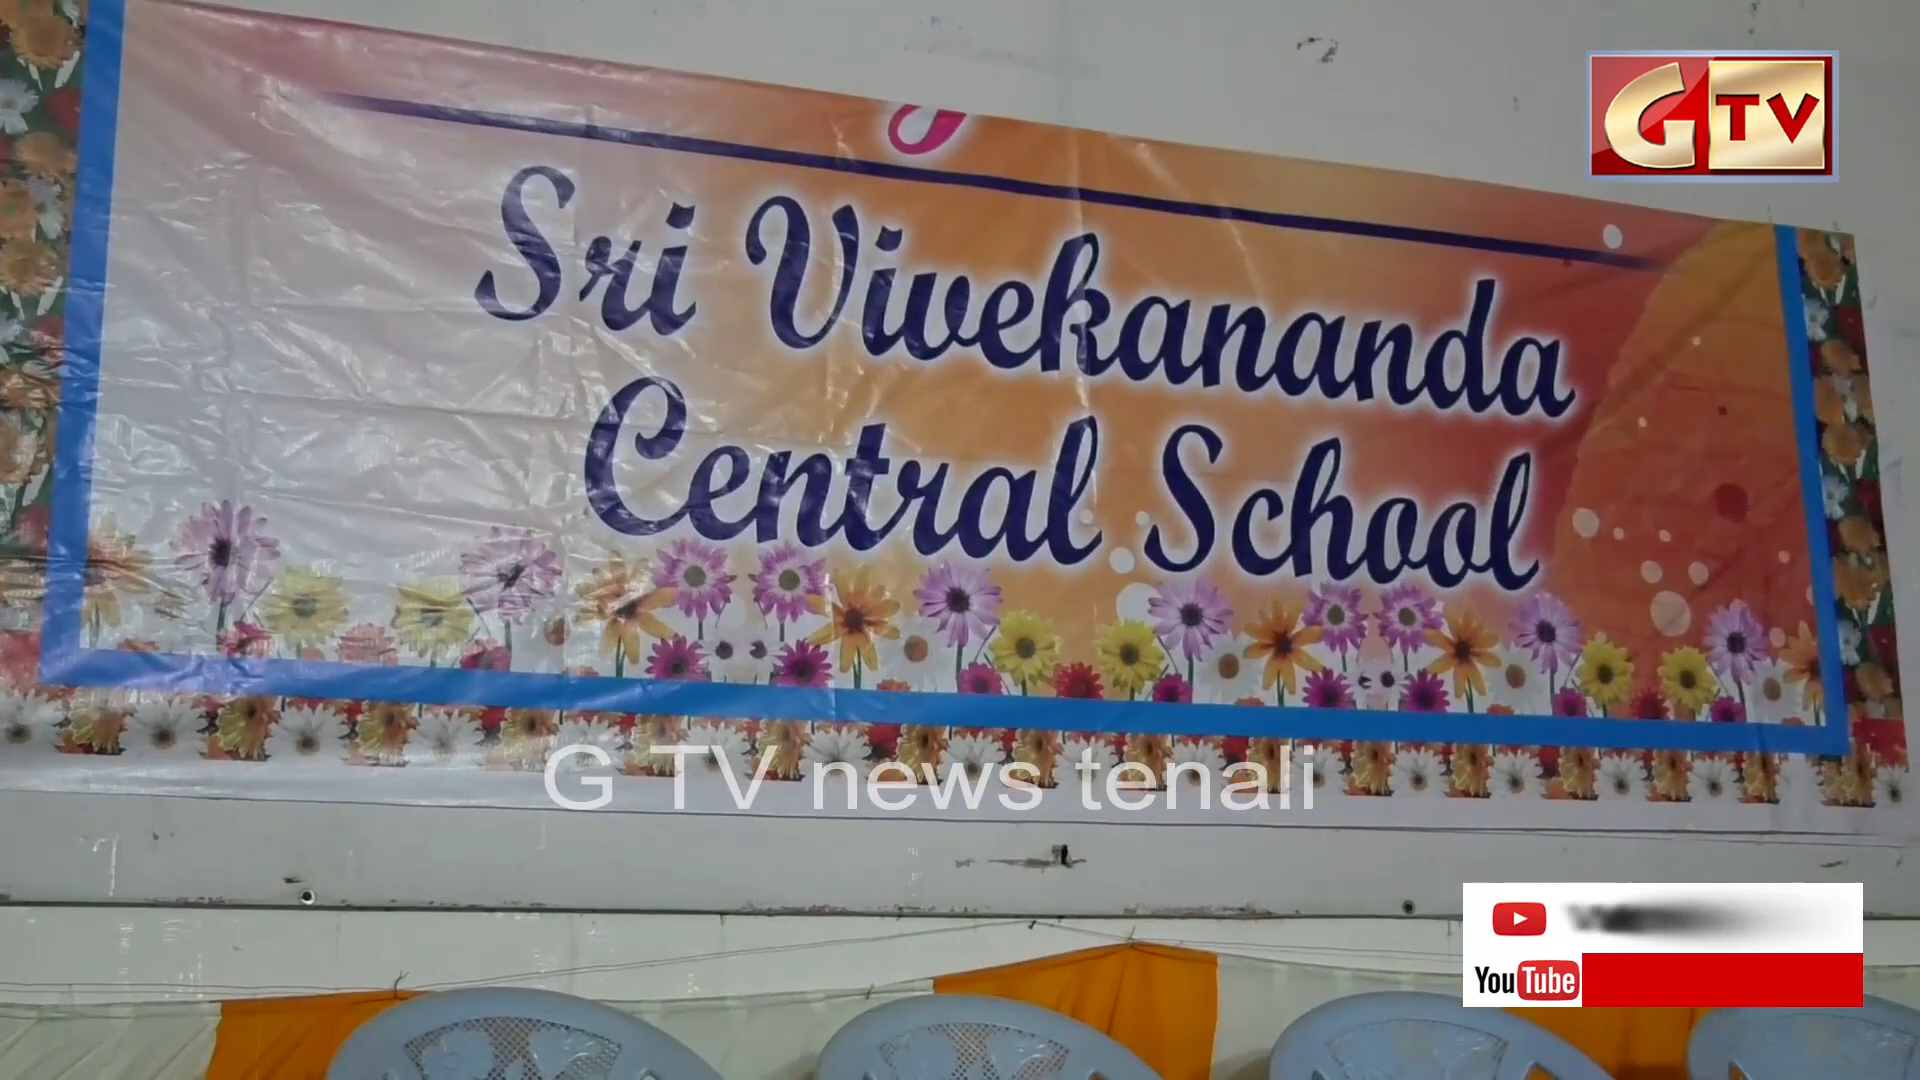 GTV
Sri Vivekananda
Central School
G TV news tenali
YouTube